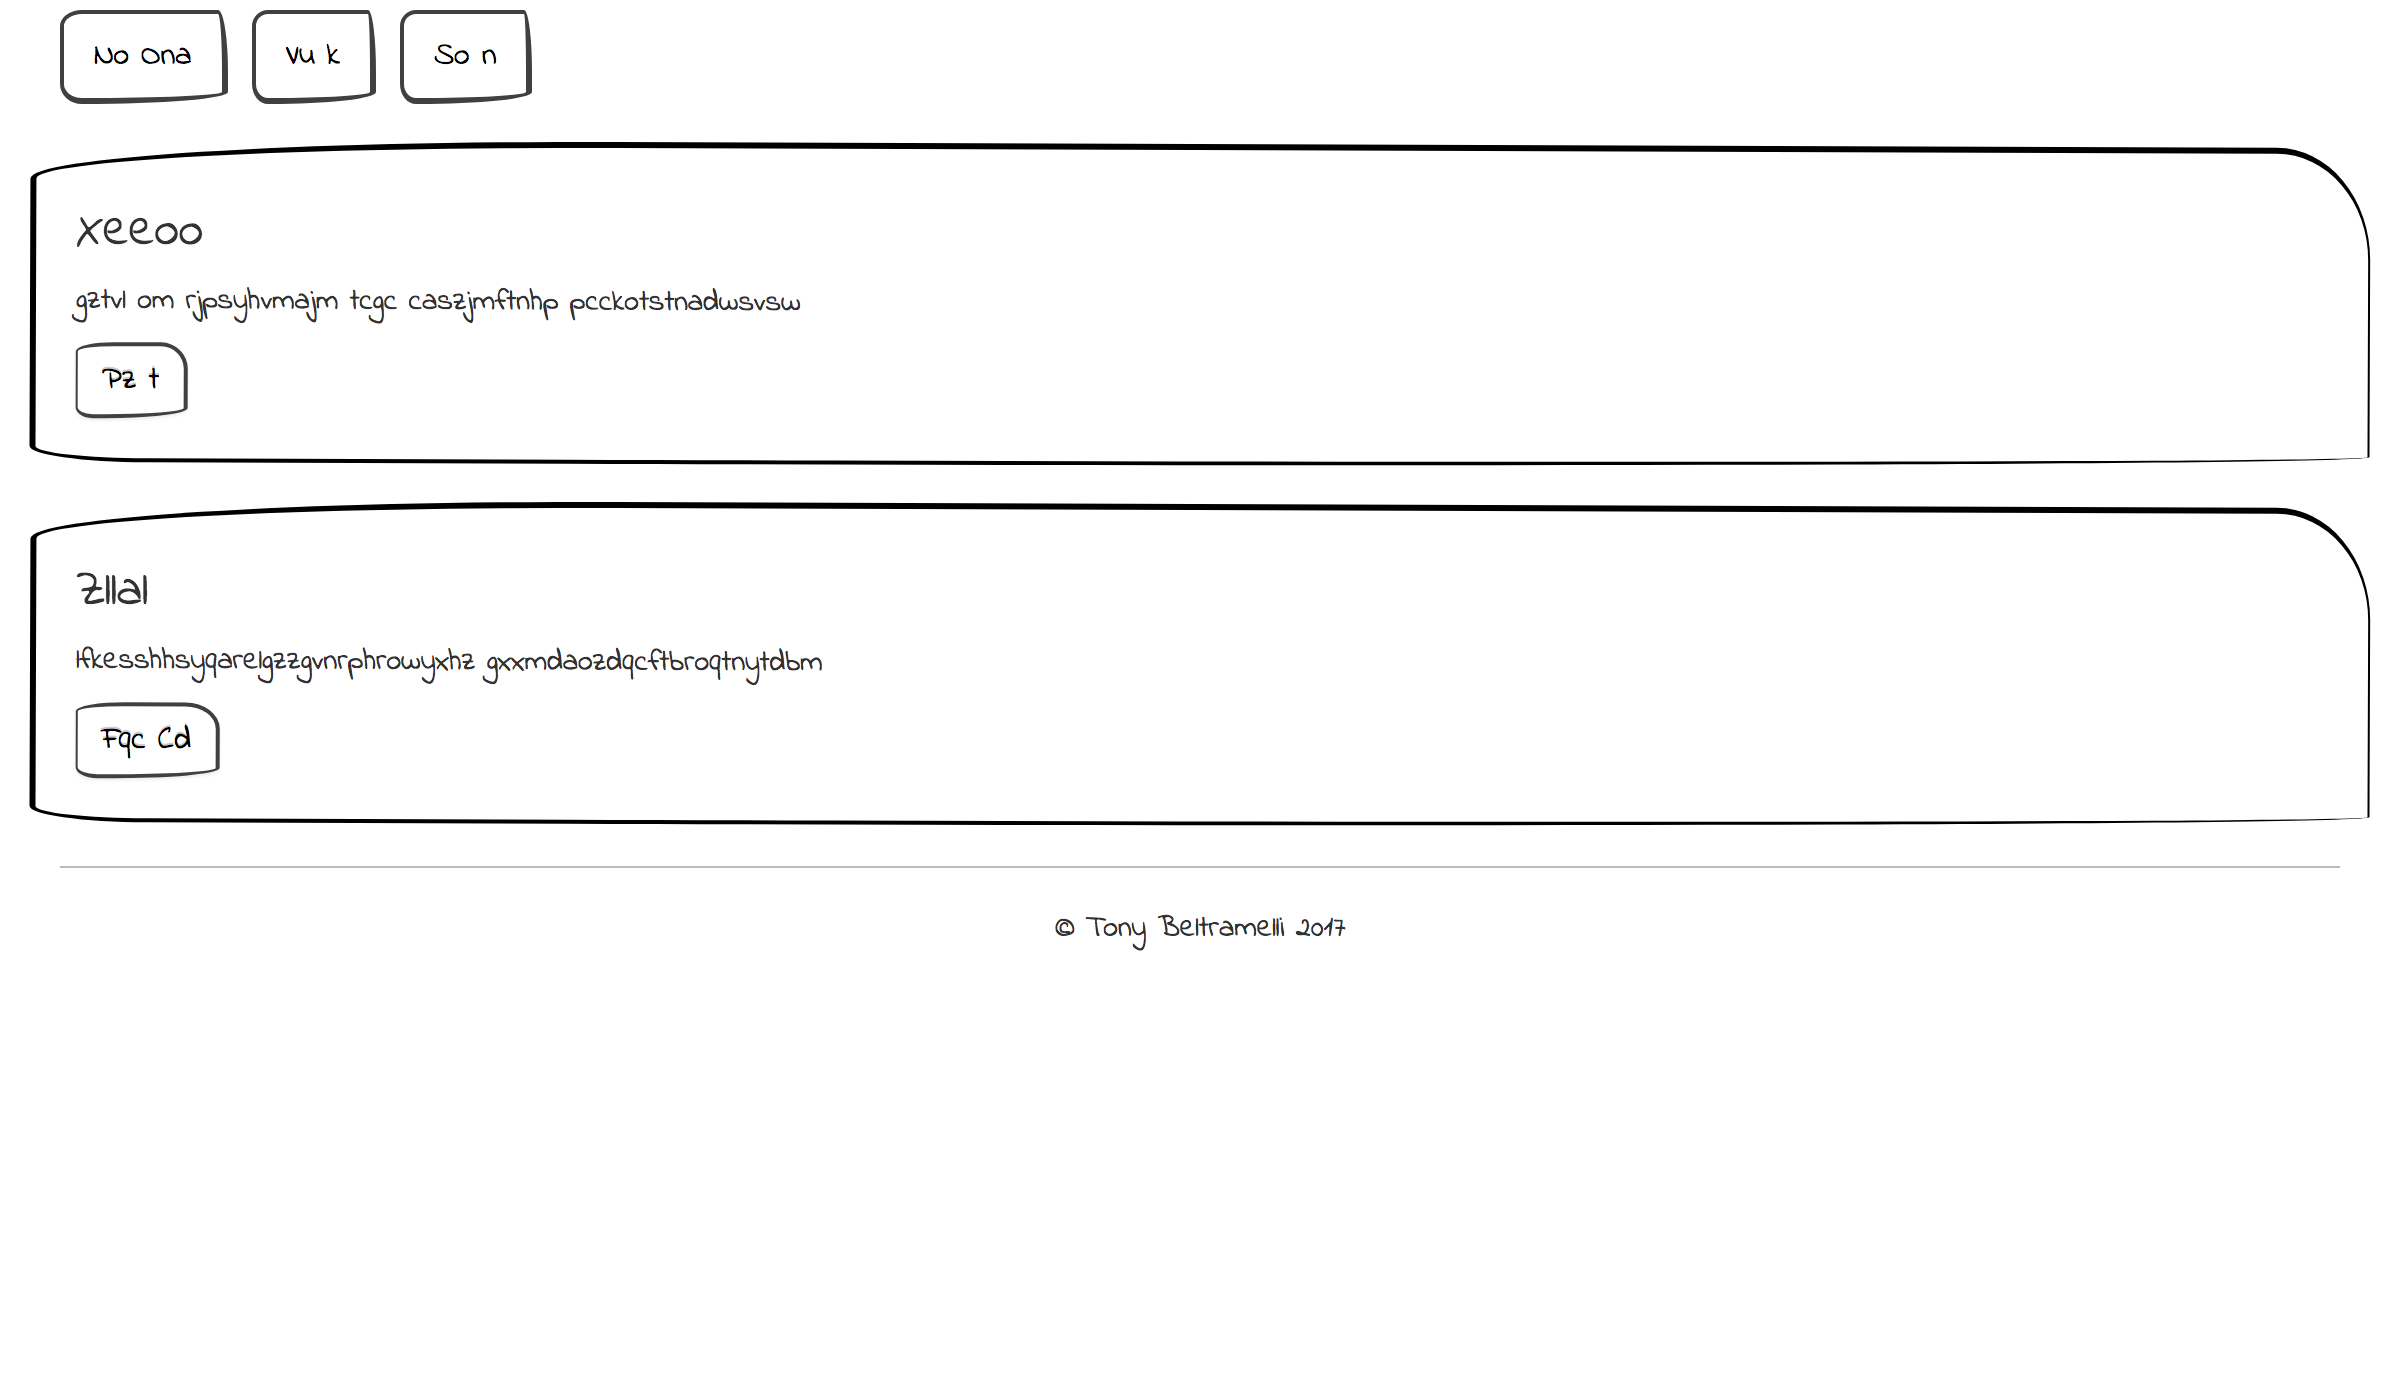 No Ona
Vu k
So n
Xeeoo
gztvl om rjpsyhvmajm tcgc caszjmftnhp pcckotstnadwsvsw
Pz t
Zllal
lfkesshhsyqarelgzzgvnrphrowyxhz gxxmdaozdqcftbroqtnytdbm
Fqc Cd
© Tony Beltramelli 2017